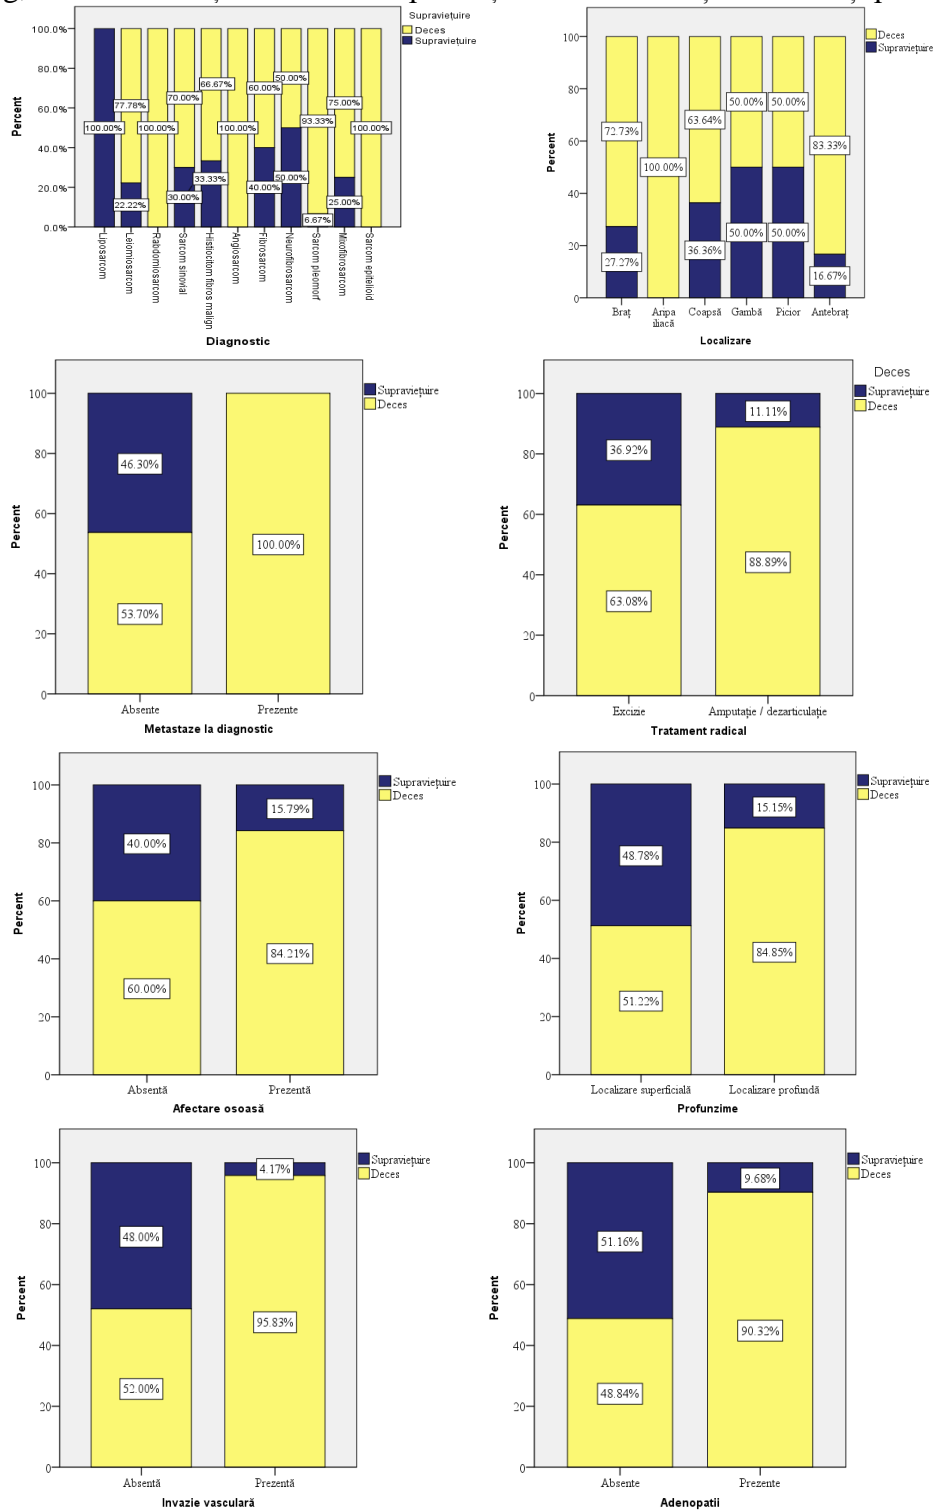 Supraviețuire
Deces
Supraviețuire
100.0%
80.0%
60.0%
40.0%
20.0%
0.0%
Percent
100.00%
77.78%
22.22%
100.00%
70.00%
30.00%
66.67%
33.33%
100.00%
60.00%
40.00%
50.00%
50.00%
93.33%
6.67%
75.00%
25.00%
100.00%
Liposarcom
Leiomiosarcom
Rabdomiosarcom
Sarcom sinovial
Histiocitom fibros malign
Angiosarcom
Fibrosarcom
Neurofibrosarcom
Sarcom pleomorf
Mixofibrosarcom
Sarcom epitelioid
Diagnostic
Deces
Supraviețuire
100
80
60
40
20
0
Percent
72.73%
27.27%
100.00%
63.64%
36.36%
50.00%
50.00%
50.00%
50.00%
83.33%
16.67%
Braț
Aripa
iliacă
Coapsă
Gambă
Picior
Antebraț
Localizare
Supraviețuire
Deces
100
80
60
40
20
0
Percent
46.30%
53.70%
100.00%
Absente
Prezente
Metastaze la diagnostic
Deces
Supraviețuire
Deces
100
80
60
40
20
0
Percent
36.92%
63.08%
11.11%
88.89%
Excizie
Amputație / dezarticulație
Tratament radical
Supraviețuire
Deces
100
80
60
40
20
0
Percent
40.00%
60.00%
15.79%
84.21%
Absentă
Prezentă
Afectare osoasă
Supraviețuire
Deces
100
80
60
40
20
0
Percent
48.78%
51.22%
15.15%
84.85%
Localizare superficială
Localizare profundă
Profunzime
Supraviețuire
Deces
100
80
60
40
20
0
Percent
48.00%
52.00%
4.17%
95.83%
Absentă
Prezentă
Invazie vasculară
Supraviețuire
Deces
100
80
60
40
20
0
Percent
51.16%
48.84%
9.68%
90.32%
Absente
Prezente
Adenopatii